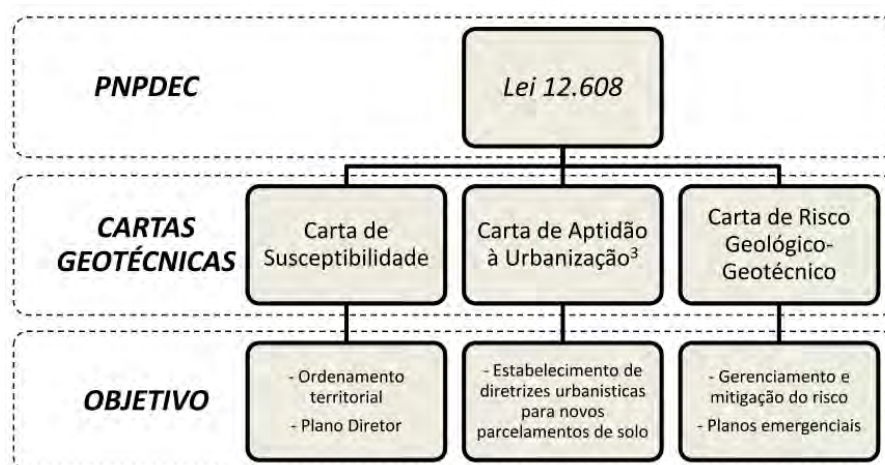 PNPDEC
Lei 12.608
CARTAS
GEOTÉCNICAS
Carta de
Susceptibilidade
Carta de Aptidão
à Urbanização³
Carta de Risco
Geológico-
Geotécnico
OBJETIVO
- Ordenamento
territorial
- Plano Diretor
- Estabelecimento de
diretrizes urbanisticas
para novos
parcelamentos de solo
- Gerenciamento e
mitigação do risco
- Planos emergenciais